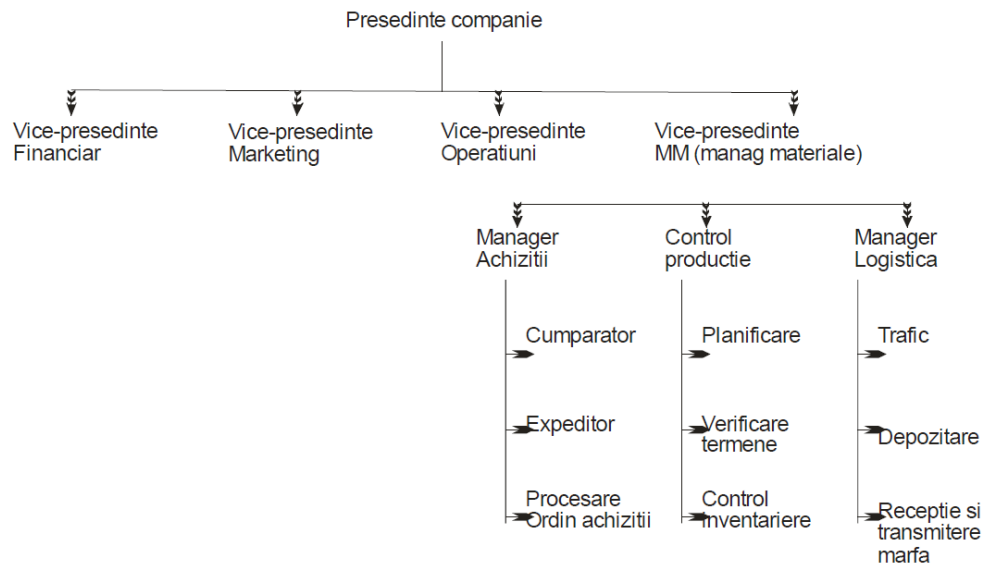 Presedinte companie
Vice-presedinte
Financiar
Vice-presedinte
Marketing
Vice-presedinte
Operatiuni
Vice-presedinte
MM (manag materiale)
Manager
Achizitii
Control
productie
Manager
Logistica
Cumparator
Planificare
Trafic
Expeditor
Verificare
termene
Depozitare
Procesare
Ordin achizitii
Control
Inventariere
Receptie si
transmitere
marfa